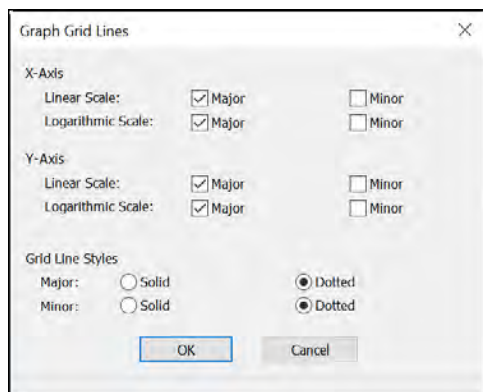 Graph Grid Lines
X-Axis
Linear Scale: Major Minor
Logarithmic Scale: Major Minor
Y-Axis
Linear Scale: Major Minor
Logarithmic Scale: Major Minor
Grid Line Styles
Major: Solid Dotted
Minor: Solid Dotted
OK Cancel